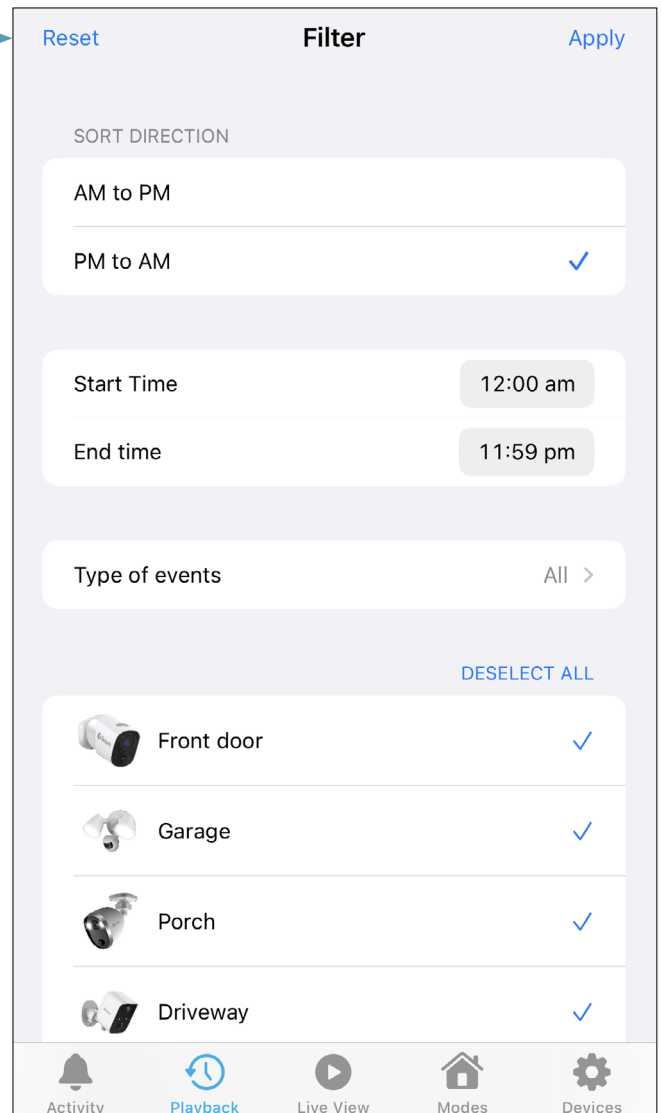 Reset Filter Apply
SORT DIRECTION
AM to PM
PM to AM
Start Time 12:00 am
End time 11:59 pm
Type of events All
DESELECT ALL
Front door
Garage
Porch
Driveway
Activity Playback Live View Modes Devices